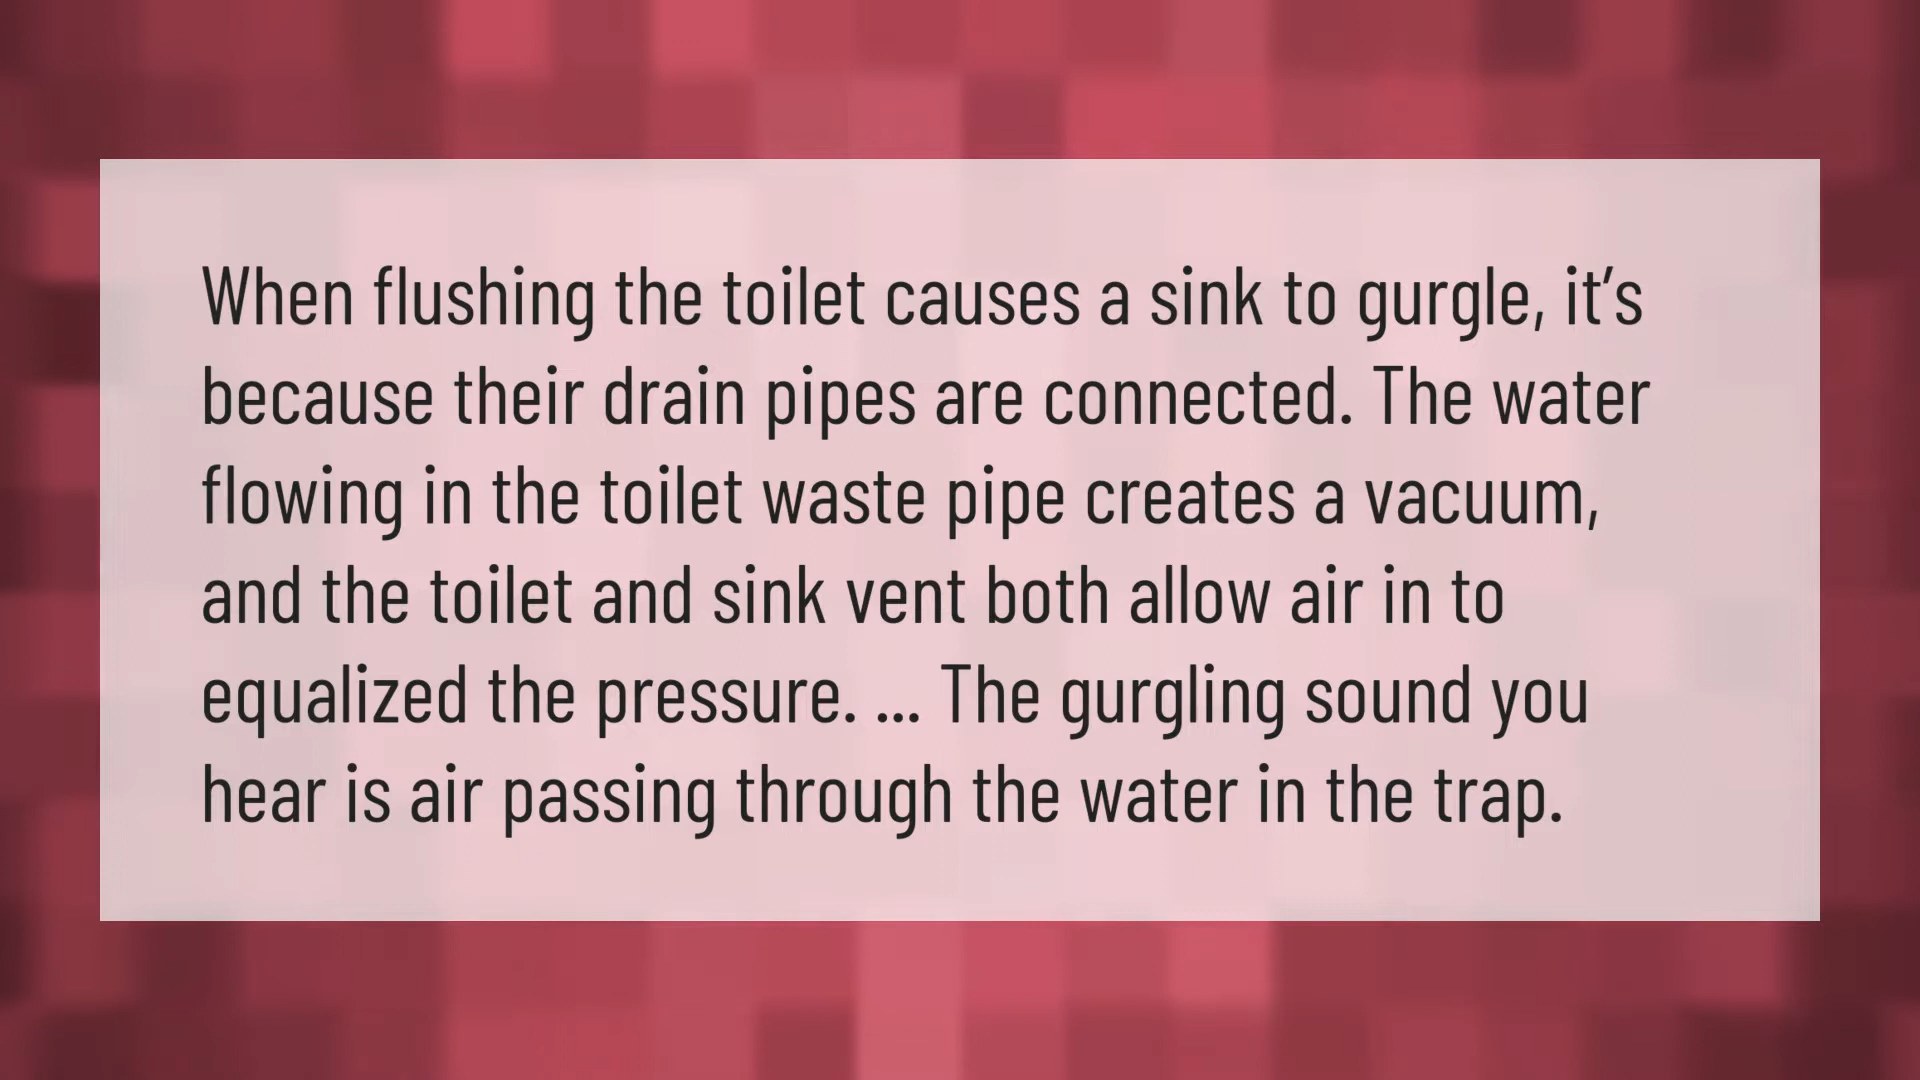 When flushing the toilet causes a sink to gurgle, it’s
because their drain pipes are connected. The water
flowing in the toilet waste pipe creates a vacuum,
and the toilet and sink vent both allow air in to
equalized the pressure. ... The gurgling sound you
hear is air passing through the water in the trap.